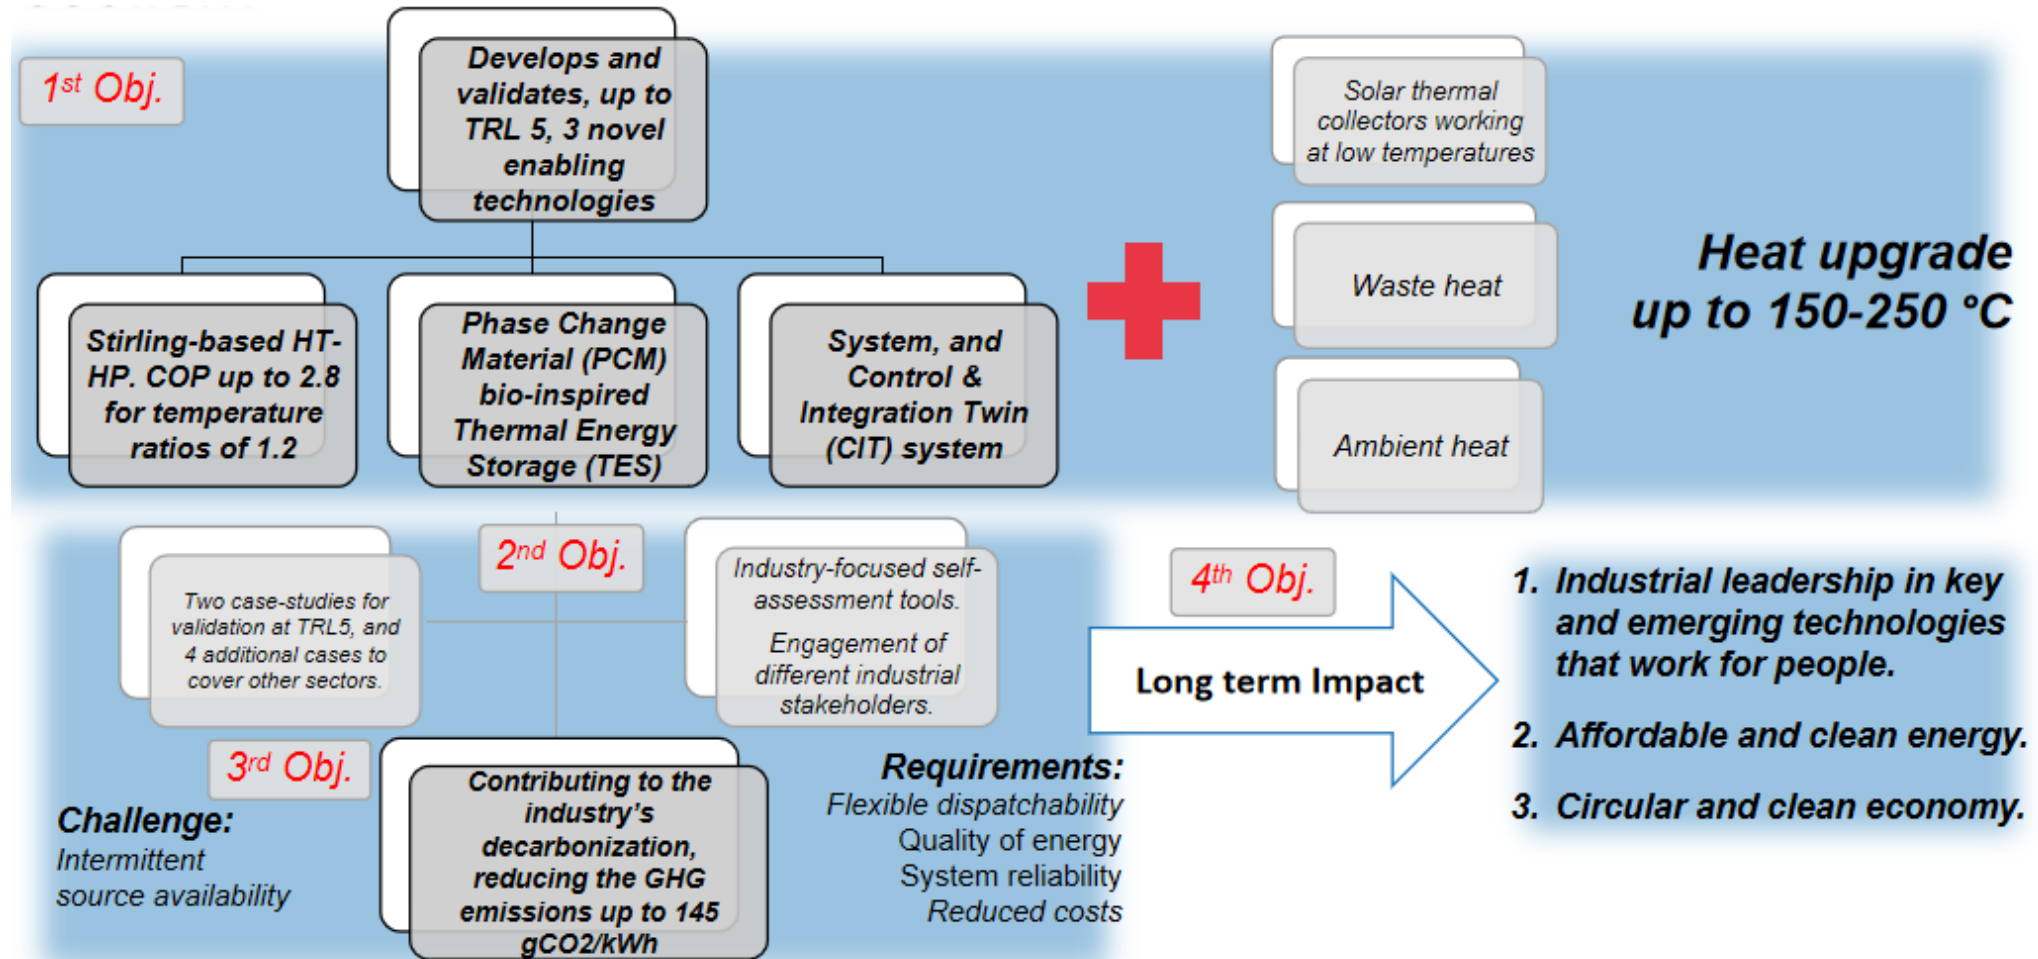 1st Obj.
Develops and
validates, up to
TRL 5, 3 novel
enabling
technologies
Stirling-based HT-
HP. COP up to 2.8
for temperature
ratios of 1.2
Phase Change
Material (PCM)
bio-inspired
Thermal Energy
Storage (TES)
System, and
Control &
Integration Twin
(CIT) system
Solar thermal
collectors working
at low temperatures
Waste heat
Ambient heat
Heat upgrade
up to 150-250 °C
2nd Obj.
Two case-studies for
validation at TRL5, and
4 additional cases to
cover other sectors.
Industry-focused self-
assessment tools.
Engagement of
different industrial
stakeholders.
3rd Obj.
Challenge:
Intermittent
source availability
Contributing to the
industry's
decarbonization,
reducing the GHG
emissions up to 145
gCO2/kWh
Requirements:
Flexible dispatchability
Quality of energy
System reliability
Reduced costs
4th Obj.
Long term Impact
1. Industrial leadership in key
and emerging technologies
that work for people.
2. Affordable and clean energy.
3. Circular and clean economy.